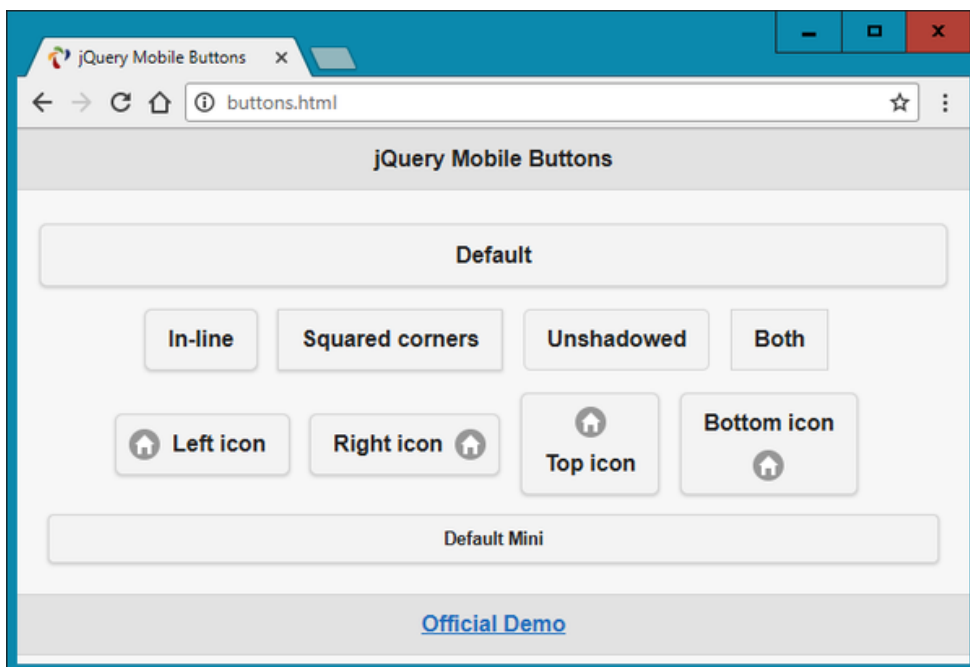 jQuery Mobile Buttons
buttons.html
jQuery Mobile Buttons
Default
In-line Squared corners Unshadowed Both
Left icon Right icon Top icon Bottom icon
Default Mini
Official Demo